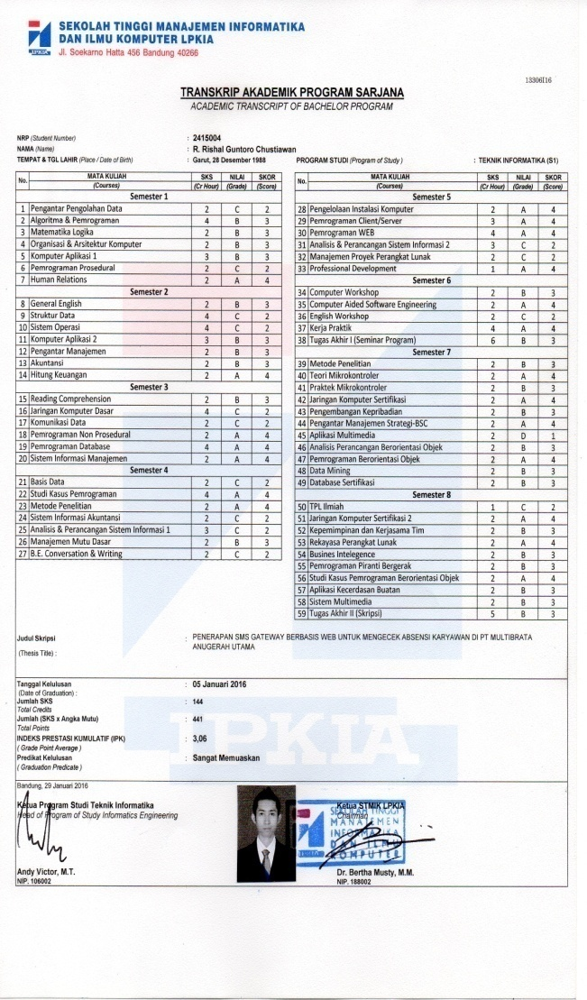 SEKOLAH TINGGI MANAJEMEN INFORMATIKA
DAN ILMU KOMPUTER LPKIA
Jl. Soekarno Hatta 456 Bandung 40266
LPKIA
13306I16
TRANSKRIP AKADEMIK PROGRAM SARJANA
ACADEMIC TRANSCRIPT OF BACHELOR PROGRAM
NRP (Student Number) : 2415004
NAMA (Name) : R. Rishal Guntoro Chustiawan
TEMPAT & TGL LAHIR (Place / Date of Birth) : Garut, 28 Desember 1988
PROGRAM STUDI (Program of Study) : TEKNIK INFORMATIKA (S1)
No. MATA KULIAH SKS NILAI SKOR
(Courses) (Cr Hour) (Grade) (Score)
Semester 1
1 Pengantar Pengolahan Data 2 C 2
2 Algoritma & Pemrograman 4 B 3
3 Matematika Logika 2 B 3
4 Organisasi & Arsitektur Komputer 2 B 3
5 Komputer Aplikasi 1 3 B 3
6 Pemrograman Prosedural 2 C 2
7 Human Relations 2 A 4
Semester 2
8 General English 2 B 3
9 Struktur Data 4 C 2
10 Sistem Operasi 4 C 2
11 Komputer Aplikasi 2 3 B 3
12 Pengantar Manajemen 2 B 3
13 Akuntansi 2 B 3
14 Hitung Keuangan 2 A 4
Semester 3
15 Reading Comprehension 2 B 3
16 Jaringan Komputer Dasar 4 C 2
17 Komunikasi Data 2 C 2
18 Pemrograman Non Prosedural 2 A 4
19 Pemrograman Database 4 A 4
20 Sistem Informasi Manajemen 2 A 4
Semester 4
21 Basis Data 2 C 2
22 Studi Kasus Pemrograman 4 A 4
23 Metode Penelitian 2 A 4
24 Sistem Informasi Akuntansi 2 C 2
25 Analisis & Perancangan Sistem Informasi 1 3 C 2
26 Manajemen Mutu Dasar 2 B 3
27 B.E. Conversation & Writing 2 C 2
No. MATA KULIAH SKS NILAI SKOR
(Courses) (Cr Hour) (Grade) (Score)
Semester 5
28 Pengelolaan Instalasi Komputer 2 A 4
29 Pemrograman Client/Server 3 A 4
30 Pemrograman WEB 4 A 4
31 Analisis & Perancangan Sistem Informasi 2 3 C 2
32 Manajemen Proyek Perangkat Lunak 2 C 2
33 Professional Development 1 A 4
Semester 6
34 Computer Workshop 2 B 3
35 Computer Aided Software Engineering 2 A 4
36 English Workshop 2 C 2
37 Kerja Praktik 4 A 4
38 Tugas Akhir I (Seminar Program) 6 B 3
Semester 7
39 Metode Penelitian 2 B 3
40 Teori Mikrokontroler 2 A 4
41 Praktek Mikrokontroler 2 B 3
42 Jaringan Komputer Sertifikasi 2 A 4
43 Pengembangan Kepribadian 2 B 3
44 Pengantar Manajemen Strategi-BSC 2 A 4
45 Aplikasi Multimedia 2 D 1
46 Analisis Perancangan Berorientasi Objek 2 B 3
47 Pemrograman Berorientasi Objek 2 A 4
48 Data Mining 2 B 3
49 Database Sertifikasi 2 B 3
Semester 8
50 TPL Ilmiah 1 C 2
51 Jaringan Komputer Sertifikasi 2 2 A 4
52 Kepemimpinan dan Kerjasama Tim 2 B 3
53 Rekayasa Perangkat Lunak 2 A 4
54 Busines Intelegence 2 B 3
55 Pemrograman Piranti Bergerak 2 B 3
56 Studi Kasus Pemrograman Berorientasi Objek 2 A 4
57 Aplikasi Kecerdasan Buatan 2 B 3
58 Sistem Multimedia 2 B 3
59 Tugas Akhir II (Skripsi) 5 B 3
Judul Skripsi : PENERAPAN SMS GATEWAY BERBASIS WEB UNTUK MENGECEK ABSENSI KARYAWAN DI PT MULTIBRATA
(Thesis Title) : ANUGERAH UTAMA
Tanggal Kelulusan : 05 Januari 2016
(Date of Graduation) :
Jumlah SKS : 144
Total Credits
Jumlah (SKS x Angka Mutu) : 441
Total Points
INDEKS PRESTASI KUMULATIF (IPK) : 3,06
( Grade Point Average )
Predikat Kelulusan : Sangat Memuaskan
( Graduation Predicate )
LPKIA
Bandung, 29 Januari 2016
Ketua Program Studi Teknik Informatika
Head of Program of Study Informatics Engineering
Andy Victor, M.T.
NIP. 106002
Ketua STMIK LPKIA
Chairman
SEKOLAH TINGGI
MANAJEMEN
INFORMATIKA
DAN ILMU
KOMPUTER
LPKIA
Dr. Bertha Musty, M.M.
NIP. 188002